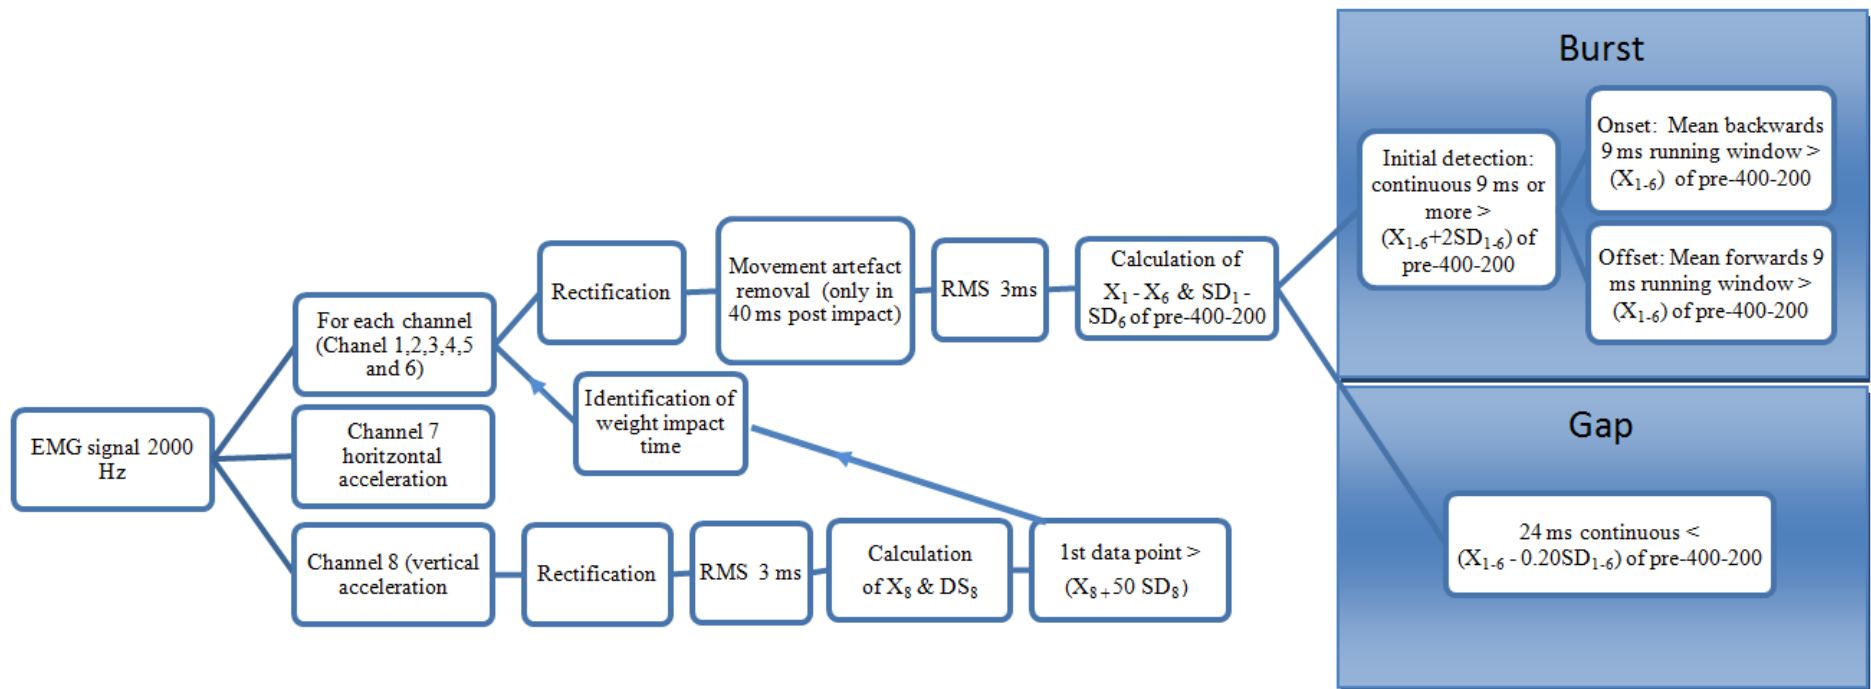 EMG signal 2000
Hz
For each channel
(Chanel 1,2,3,4,5
and 6)
Channel 7
horitzontal
acceleration
Channel 8 (vertical
acceleration
Rectification
Movement artefact
removal (only in
40 ms post impact)
RMS 3ms
Calculation of
X1 - X6 & SD1 -
SD6 of pre-400-200
Identification of
weight impact
time
Rectification
RMS 3 ms
Calculation
of X8 & DS8
1st data point >
(X8+50 SD8)
Burst
Initial detection:
continuous 9 ms or
more >
(X1-6+2SD1-6) of
pre-400-200
Onset: Mean backwards
9 ms running window >
(X1-6) of pre-400-200
Offset: Mean forwards 9
ms running window >
(X1-6) of pre-400-200
Gap
24 ms continuous <
(X1-6 - 0.20SD1-6) of pre-400-200